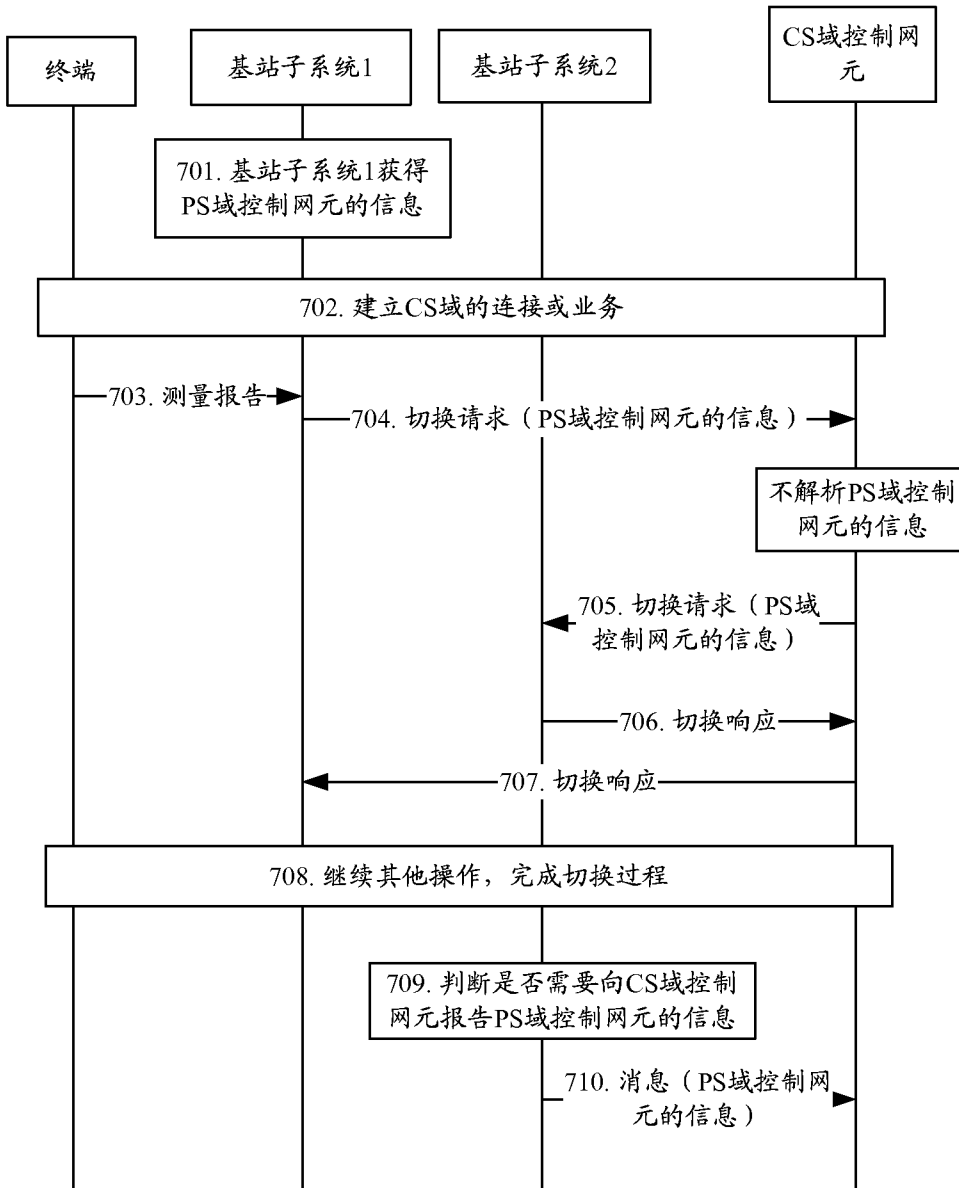 终端
基站子系统1
基站子系统2
CS域控制网
元
701. 基站子系统1获得
PS域控制网元的信息
702. 建立CS域的连接或业务
703. 测量报告
704. 切换请求（PS域控制网元的信息）
不解析PS域控制
网元的信息
705. 切换请求（PS域
控制网元的信息）
706. 切换响应
707. 切换响应
708. 继续其他操作，完成切换过程
709. 判断是否需要向CS域控制
网元报告PS域控制网元的信息
710. 消息（PS域控制网
元的信息）